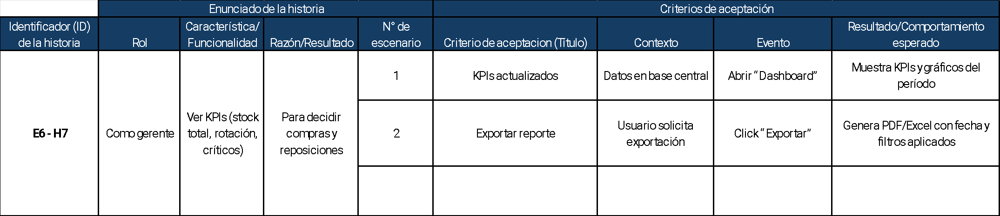 Enunciado de la historia
Criterios de aceptación
Identificador (ID)
de la historia
Rol
Característica/
Funcionalidad
Razón/Resultado
N° de
escenario
Criterio de aceptacion (Título)
Contexto
Evento
Resultado/Comportamiento
esperado
E6 - H7
Como gerente
Ver KPIs (stock
total, rotación,
críticos)
Para decidir
compras y
reposiciones
1
KPIs actualizados
Datos en base central
Abrir “Dashboard”
Muestra KPIs y gráficos del
período
2
Exportar reporte
Usuario solicita
exportación
Click “Exportar”
Genera PDF/Excel con fecha y
filtros aplicados